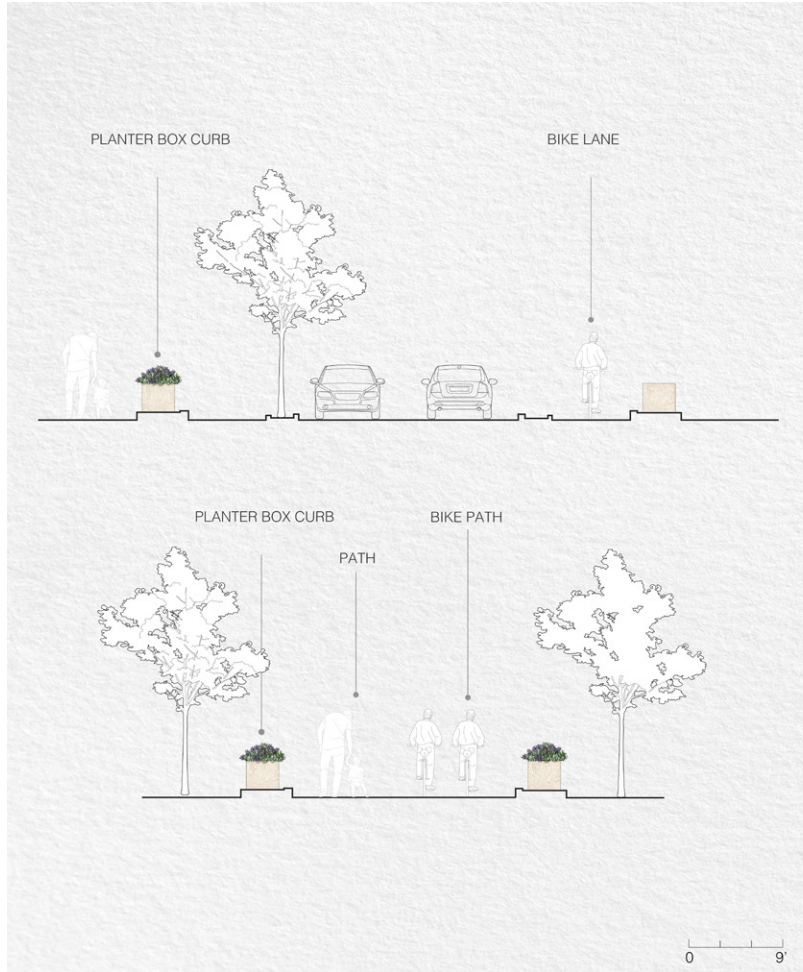 PLANTER BOX CURB
BIKE LANE
PLANTER BOX CURB
BIKE PATH
PATH
0 9'